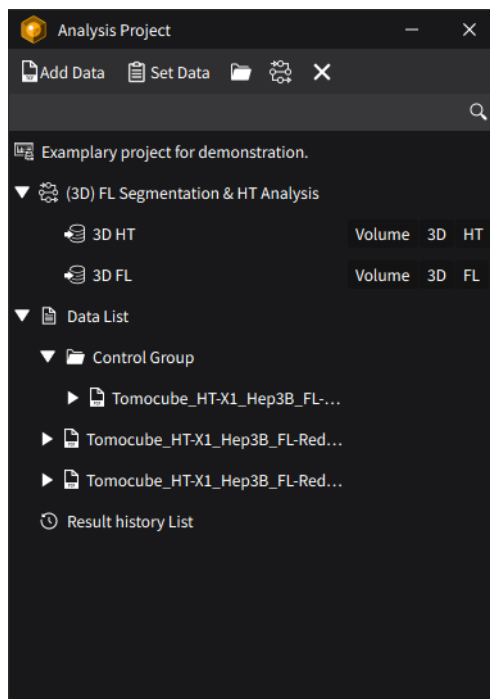 Analysis Project
Add Data Set Data
Examplary project for demonstration.
(3D) FL Segmentation & HT Analysis
3D HT Volume 3D HT
3D FL Volume 3D FL
Data List
Control Group
Tomocube_HT-X1_Hep3B_FL-...
Tomocube_HT-X1_Hep3B_FL-Red...
Tomocube_HT-X1_Hep3B_FL-Red...
Result history List